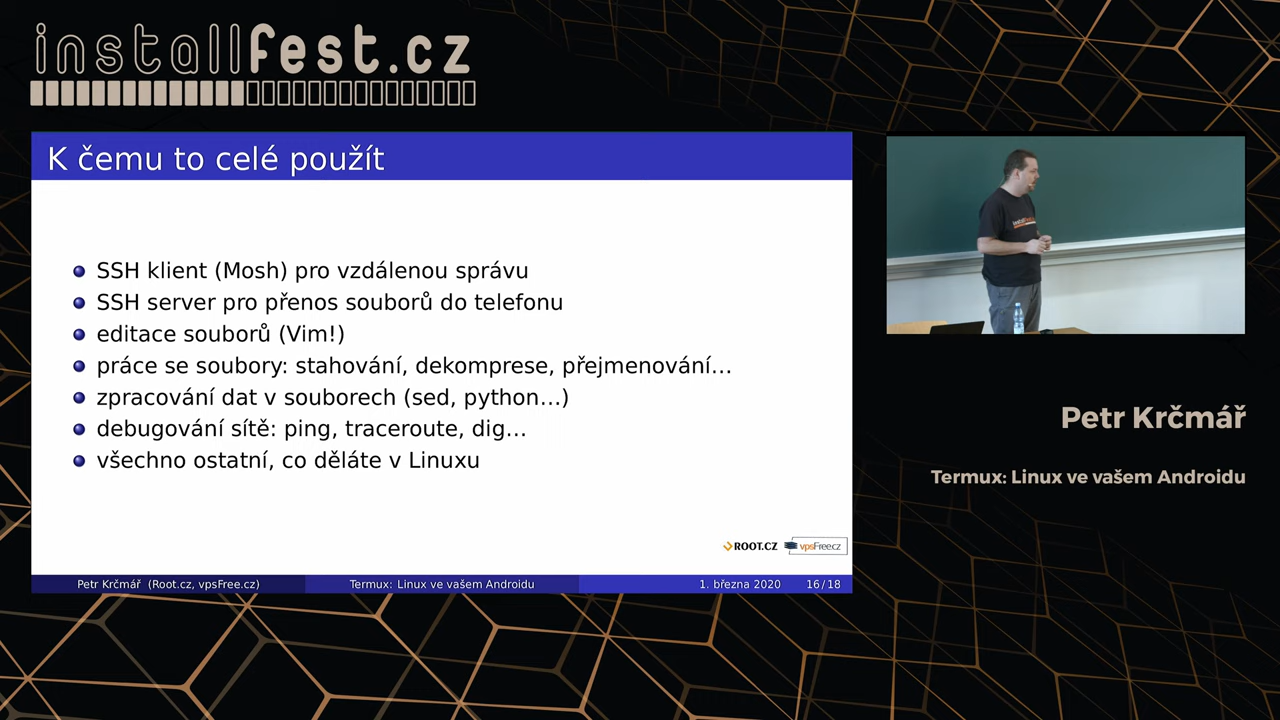 installfest.cz
K čemu to celé použít
SSH klient (Mosh) pro vzdálenou správu
SSH server pro přenos souborů do telefonu
editace souborů (Vim!)
práce se soubory: stahování, dekomprese, přejmenování…
zpracování dat v souborech (sed, python…)
debugování sítě: ping, traceroute, dig…
všechno ostatní, co děláte v Linuxu
ROOT.CZ vpsFree.cz
Petr Krčmář (Root.cz, vpsFree.cz) Termux: Linux ve vašem Androidu 1. března 2020 16/18
Petr Krčmář
Termux: Linux ve vašem Androidu